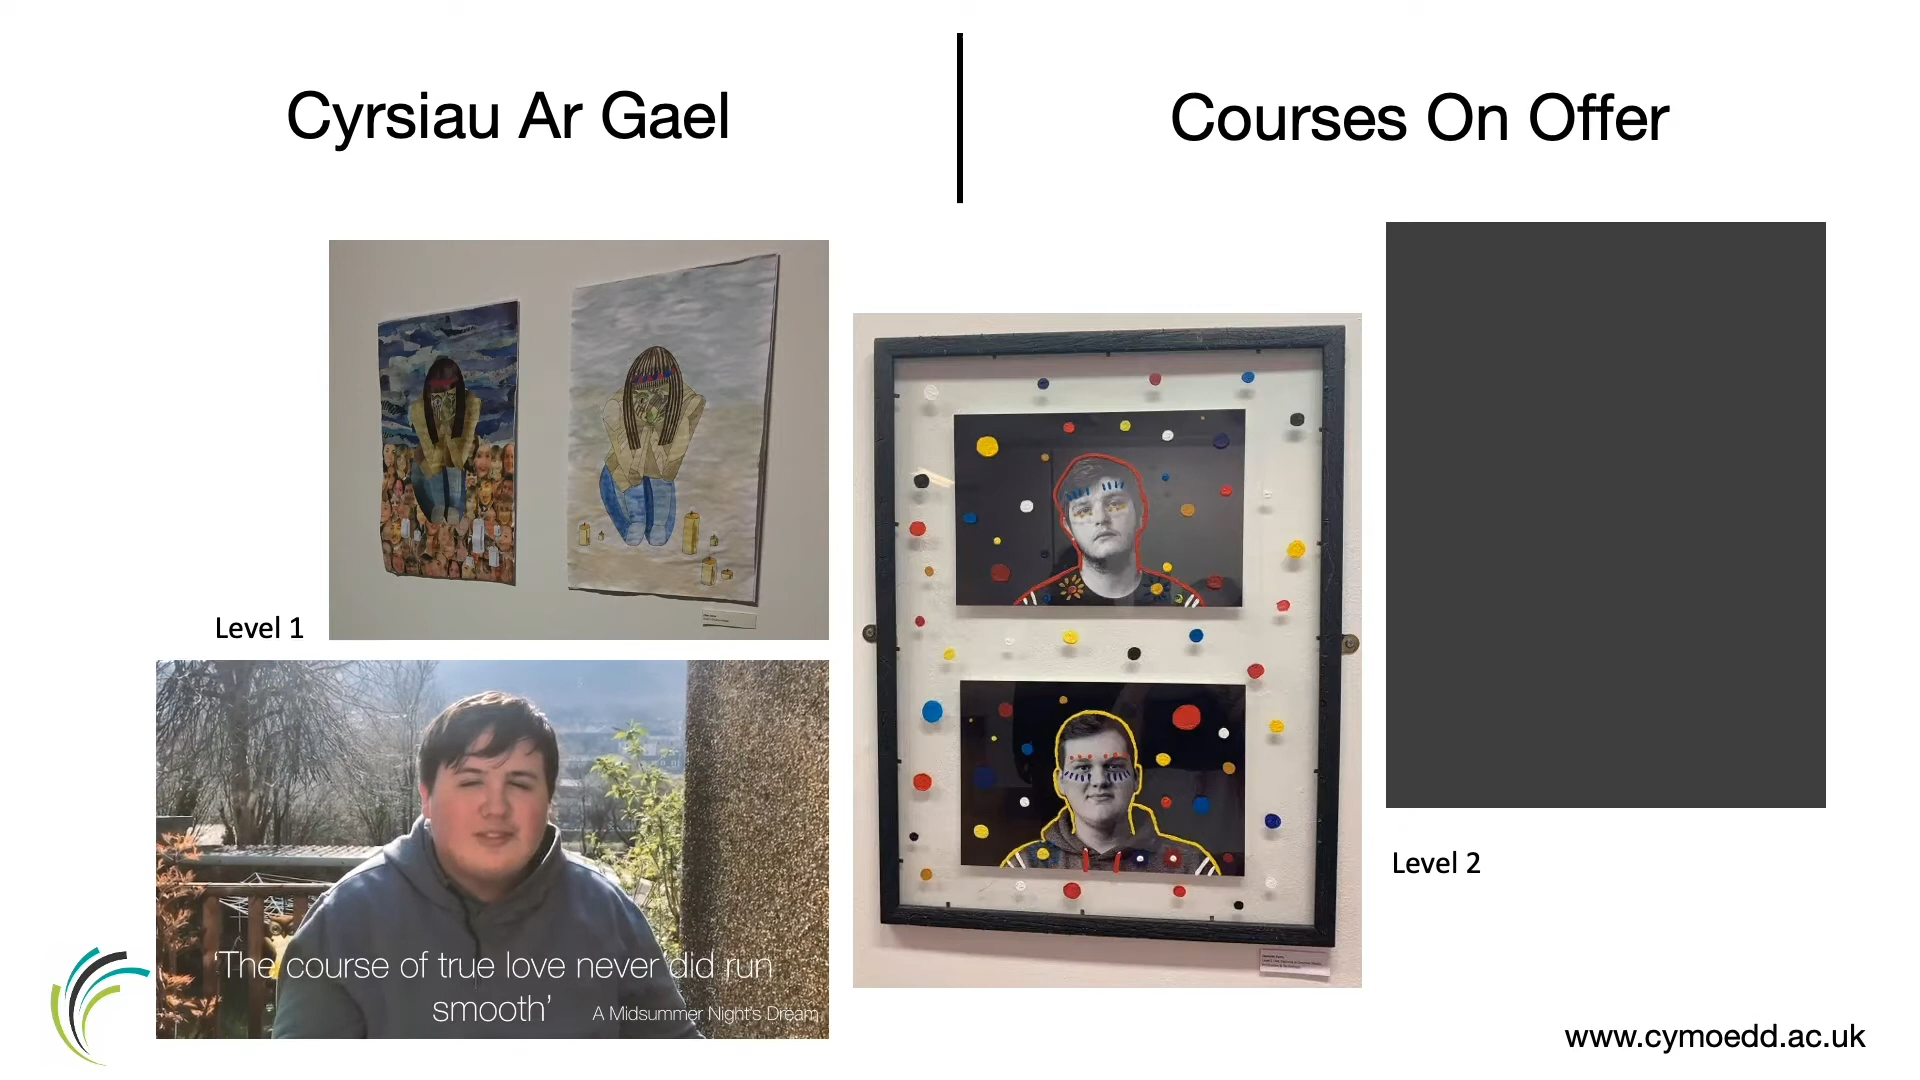 Cyrsiau Ar Gael
Courses On Offer
Level 1
'The course of true love never did run
smooth'
A Midsummer Night's Dream
Level 2
www.cymoedd.ac.uk